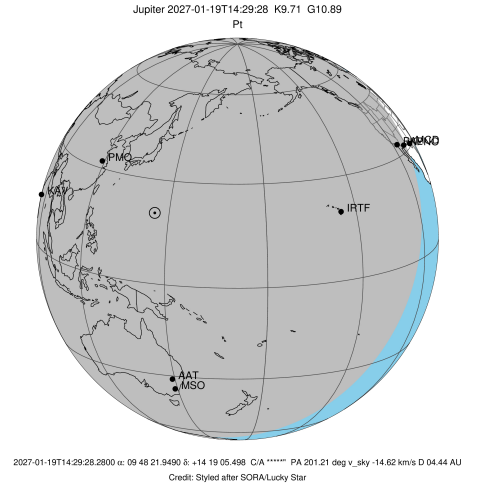 Jupiter 2027-01-19T14:29:28 K9.71 G10.89
Pt
MCD
PMO
KAV
IRTF
AAT
MSO
2027-01-19T14:29:28.2800 α: 09 48 21.9490 δ: +14 19 05.498 C/A *****" PA 201.21 deg v_sky -14.62 km/s D 04.44 AU
Credit: Styled after SORA/Lucky Star